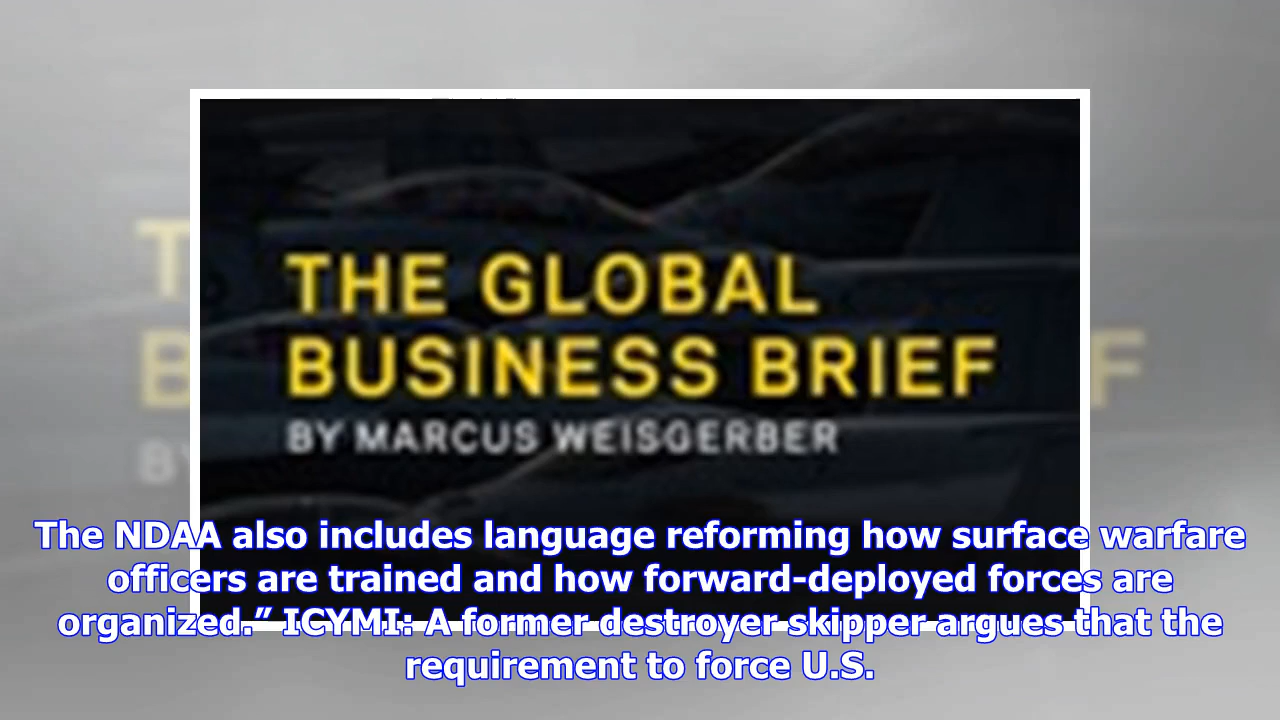 THE GLOBAL
BUSINESS BRIEF
BY MARCUS WEISGERBER
The NDAA also includes language reforming how surface warfare
officers are trained and how forward-deployed forces are
organized.” ICYMI: A former destroyer skipper argues that the
requirement to force U.S.